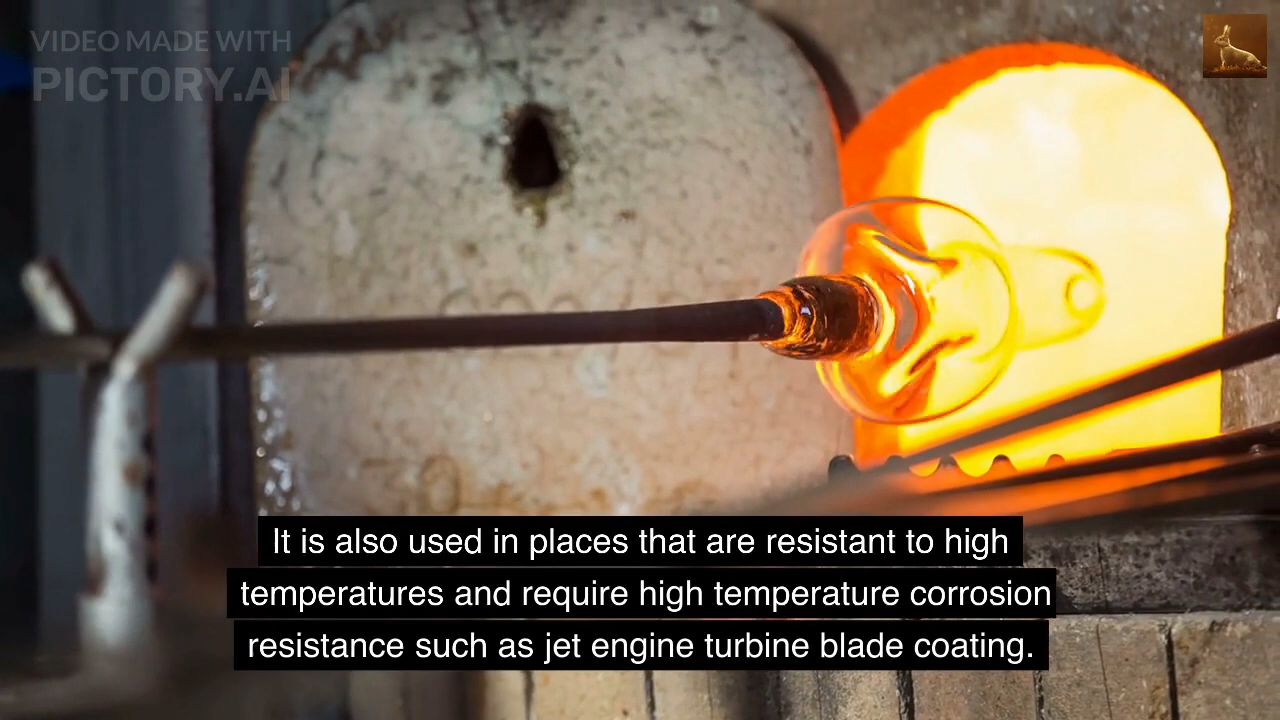 VIDEO MADE WITH
PICTORY.AI
It is also used in places that are resistant to high
temperatures and require high temperature corrosion
resistance such as jet engine turbine blade coating.